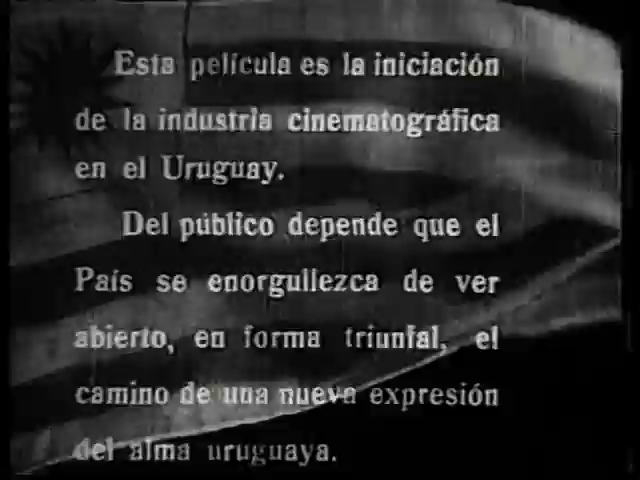 Esta película es la iniciación
de la industria cinematográfica
en el Uruguay.
Del público depende que el
País se enorgullezca de ver
abierto, en forma triunfal, el
camino de una nueva expresión
del alma uruguaya.